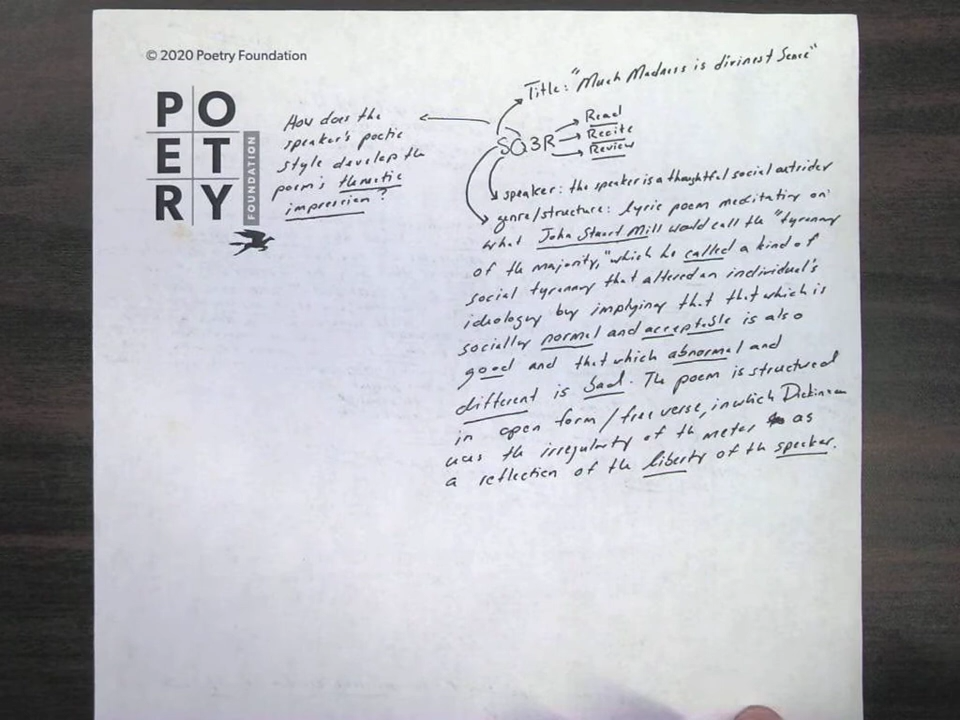 © 2020 Poetry Foundation
PO
ET
RY
FOUNDATION
How does the
speaker's poetic
style develop the
poem's thematic
impression?
Title: "Much Madness is divinest Sense"
SQ3R
Read
Recite
Review
speaker: the speaker is a thoughtful social outsider
genre/structure: lyric poem meditating on
what John Stuart Mill would call the "tyranny
of the majority," which he called a kind of
social tyranny that altered an individual's
ideology by implying that that which is
socially normal and acceptable is also
good and that which abnormal and
different is bad. The poem is structured
in open form/free verse, in which Dickinson
uses the irregularity of the meter as
a reflection of the liberty of the speaker.